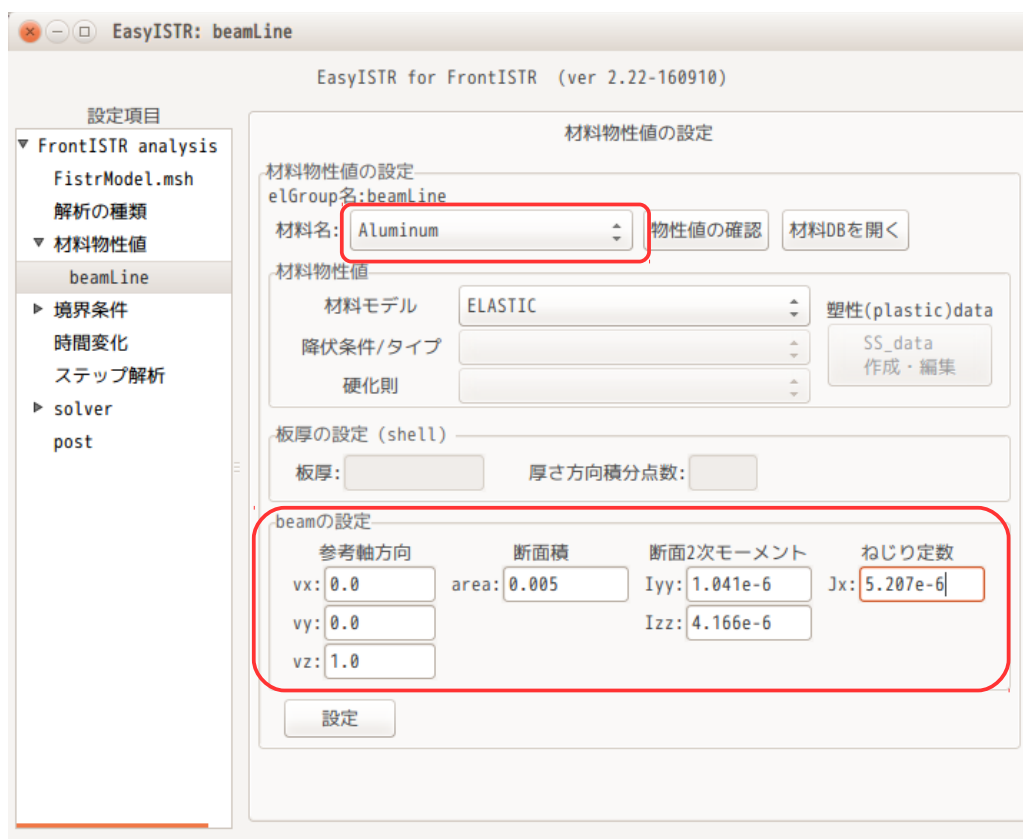 EasyISTR: beamLine
EasyISTR for FrontISTR (ver 2.22-160910)
設定項目
FrontISTR analysis
FistrModel.msh
解析の種類
材料物性値
beamLine
境界条件
時間変化
ステップ解析
solver
post
材料物性値の設定
材料物性値の設定
elGroup名:beamLine
材料名: Aluminum 物性値の確認 材料DBを開く
材料物性値
材料モデル ELASTIC 塑性(plastic)data
降伏条件/タイプ SS_data
作成・編集
硬化則
板厚の設定 (shell)
板厚: 厚さ方向積分点数:
beamの設定
参考軸方向 断面積 断面2次モーメント ねじり定数
vx: 0.0 area: 0.005 Iyy: 1.041e-6 Jx: 5.207e-6
vy: 0.0 Izz: 4.166e-6
vz: 1.0
設定